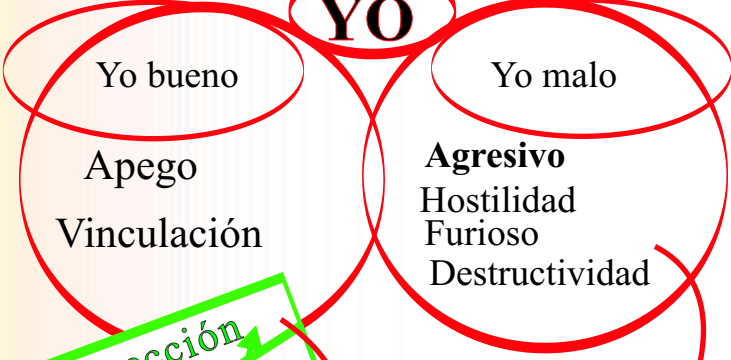 YO
Yo bueno
Yo malo
Apego
Vinculación
Agresivo
Hostilidad
Furioso
Destructividad